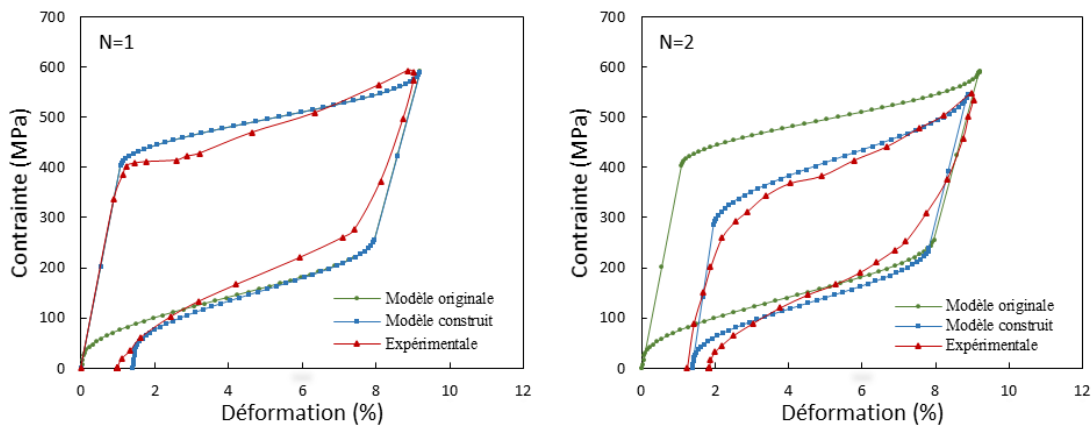 N=1
Contrainte (MPa)
700
600
500
400
300
200
100
0
0 2 4 6 8 10 12
Déformation (%)
Modèle originale
Modèle construit
Expérimentale
N=2
Contrainte (MPa)
700
600
500
400
300
200
100
0
0 2 4 6 8 10 12
Déformation (%)
Modèle originale
Modèle construit
Expérimentale